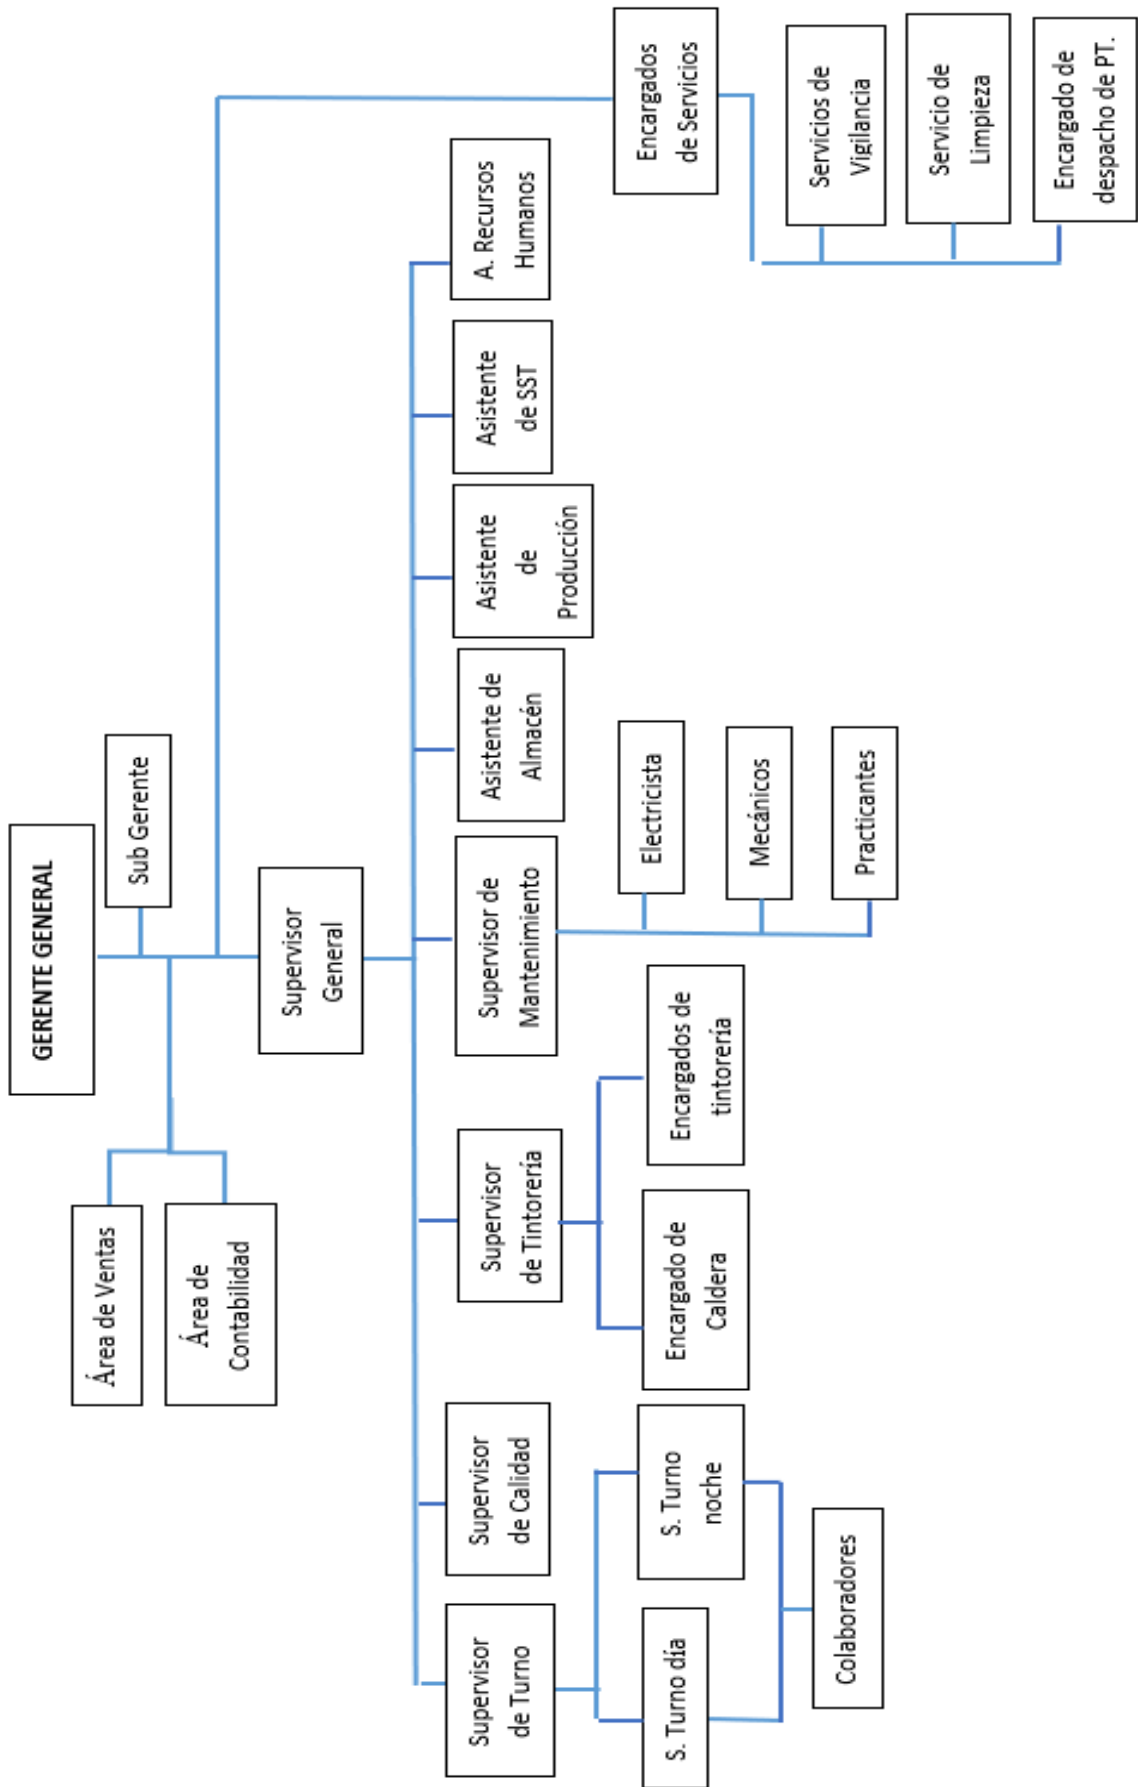 GERENTE GENERAL
Sub Gerente
Área de Ventas
Área de
Contabilidad
Supervisor
General
Encargados
de Servicios
Supervisor
de Turno
Supervisor
de Calidad
Supervisor
de Tintorería
Supervisor de
Mantenimiento
Asistente de
Almacén
Asistente
de
Producción
Asistente
de SST
A. Recursos
Humanos
S. Turno día
S. Turno
noche
Colaboradores
Encargado de
Caldera
Encargados de
tintorería
Electricista
Mecánicos
Practicantes
Servicios de
Vigilancia
Servicio de
Limpieza
Encargado de
despacho de PT.